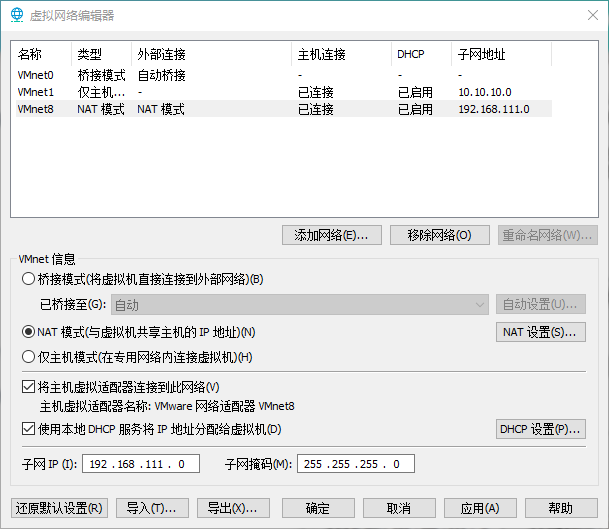 虚拟网络编辑器
名称 类型 外部连接 主机连接 DHCP 子网地址
VMnet0 桥接模式 自动桥接 - - -
VMnet1 仅主机... - 已连接 已启用 10.10.10.0
VMnet8 NAT 模式 NAT 模式 已连接 已启用 192.168.111.0
添加网络(E)... 移除网络(O) 重命名网络(W)...
VMnet 信息
桥接模式(将虚拟机直接连接到外部网络)(B)
已桥接至(G): 自动 自动设置(U)...
NAT 模式(与虚拟机共享主机的 IP 地址)(N) NAT 设置(S)...
仅主机模式(在专用网络内连接虚拟机)(H)
将主机虚拟适配器连接到此网络(V)
主机虚拟适配器名称: VMware 网络适配器 VMnet8
使用本地 DHCP 服务将 IP 地址分配给虚拟机(D) DHCP 设置(P)...
子网 IP (I): 192 .168 .111 . 0 子网掩码(M): 255 .255 .255 . 0
还原默认设置(R) 导入(T)... 导出(X)... 确定 取消 应用(A) 帮助